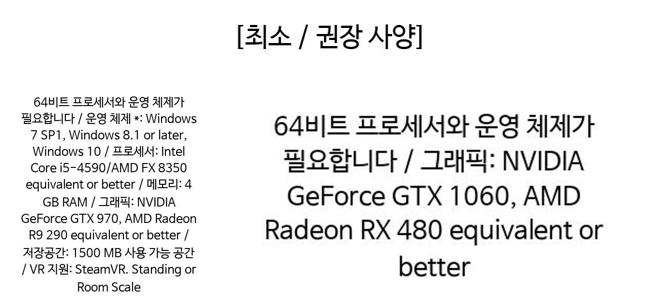 [최소 / 권장 사양]
64비트 프로세서와 운영 체제가
필요합니다 / 운영 체제 *: Windows
7 SP1, Windows 8.1 or later,
Windows 10 / 프로세서: Intel
Core i5-4590/AMD FX 8350
equivalent or better / 메모리: 4
GB RAM / 그래픽: NVIDIA
GeForce GTX 970, AMD Radeon
R9 290 equivalent or better /
저장공간: 1500 MB 사용 가능 공간
/ VR 지원: SteamVR. Standing or
Room Scale
64비트 프로세서와 운영 체제가
필요합니다 / 그래픽: NVIDIA
GeForce GTX 1060, AMD
Radeon RX 480 equivalent or
better